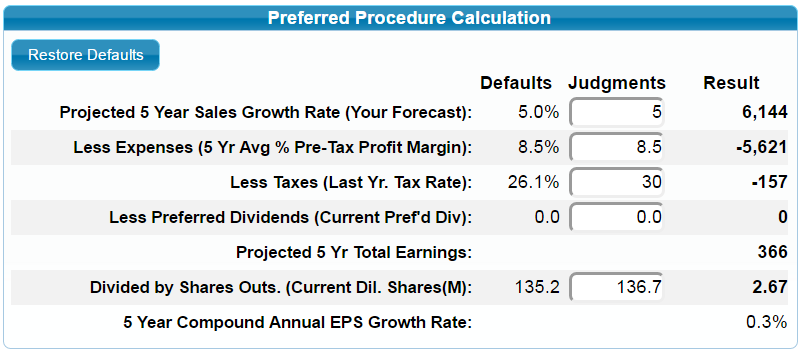 Preferred Procedure Calculation
Restore Defaults
Defaults Judgments Result
Projected 5 Year Sales Growth Rate (Your Forecast): 5.0% 5 6,144
Less Expenses (5 Yr Avg % Pre-Tax Profit Margin): 8.5% 8.5 -5,621
Less Taxes (Last Yr. Tax Rate): 26.1% 30 -157
Less Preferred Dividends (Current Pref'd Div): 0.0 0.0 0
Projected 5 Yr Total Earnings: 366
Divided by Shares Outs. (Current Dil. Shares(M): 135.2 136.7 2.67
5 Year Compound Annual EPS Growth Rate: 0.3%